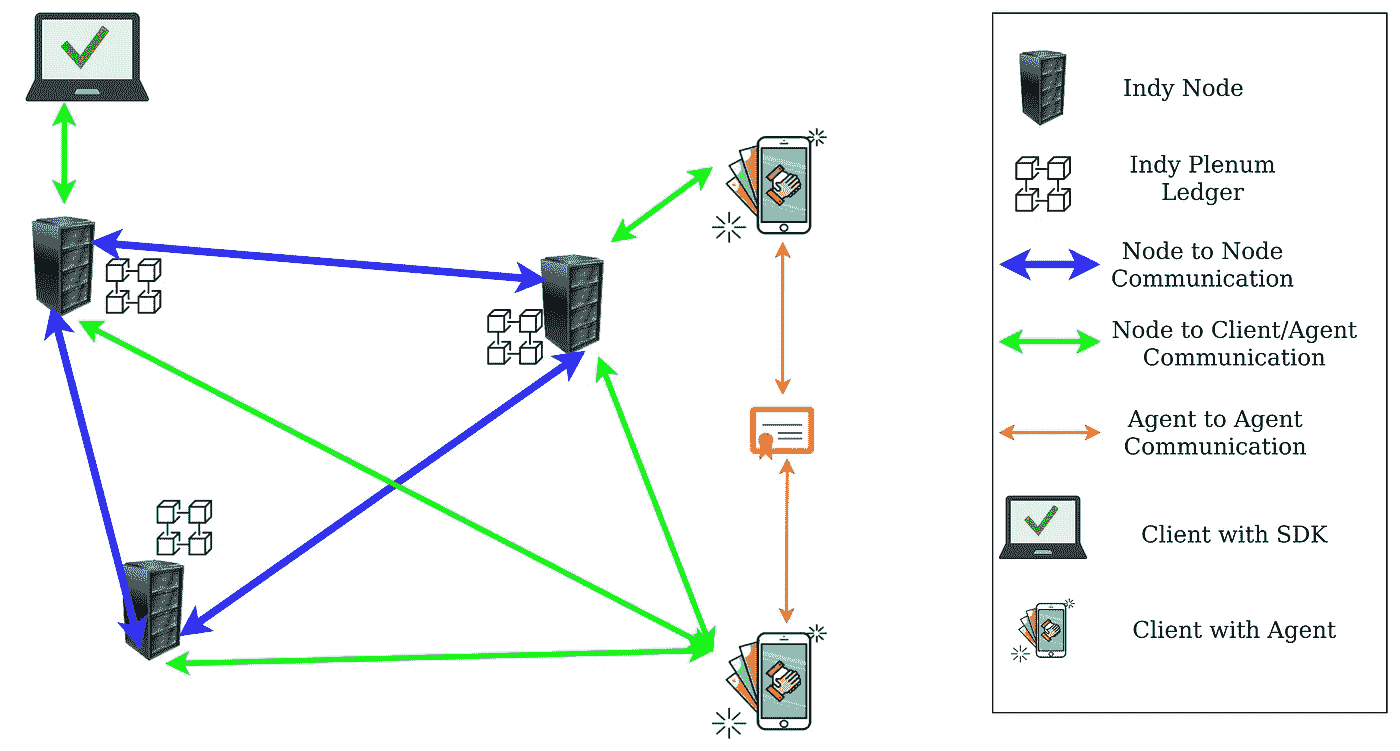 Indy Node
Indy Plenum
Ledger
Node to Node
Communication
Node to Client/Agent
Communication
Agent to Agent
Communication
Client with SDK
Client with Agent